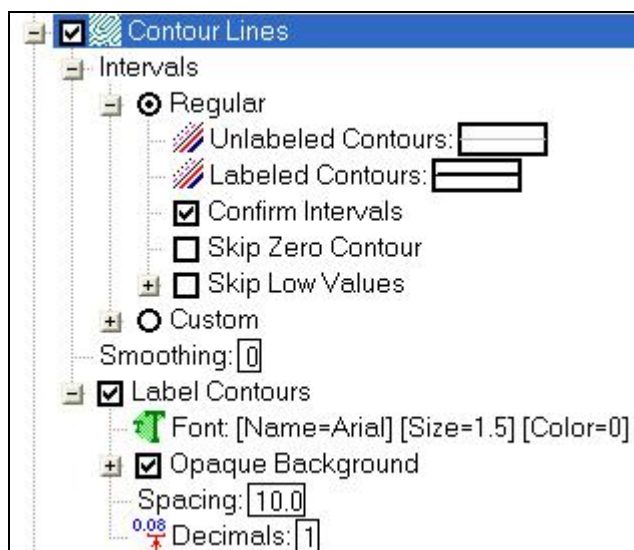 Contour Lines
Intervals
Regular
Unlabeled Contours:
Labeled Contours:
Confirm Intervals
Skip Zero Contour
Skip Low Values
Custom
Smoothing: 0
Label Contours
T Font: [Name=Arial] [Size=1.5] [Color=0]
Opaque Background
Spacing: 10.0
0.08 Decimals: 1